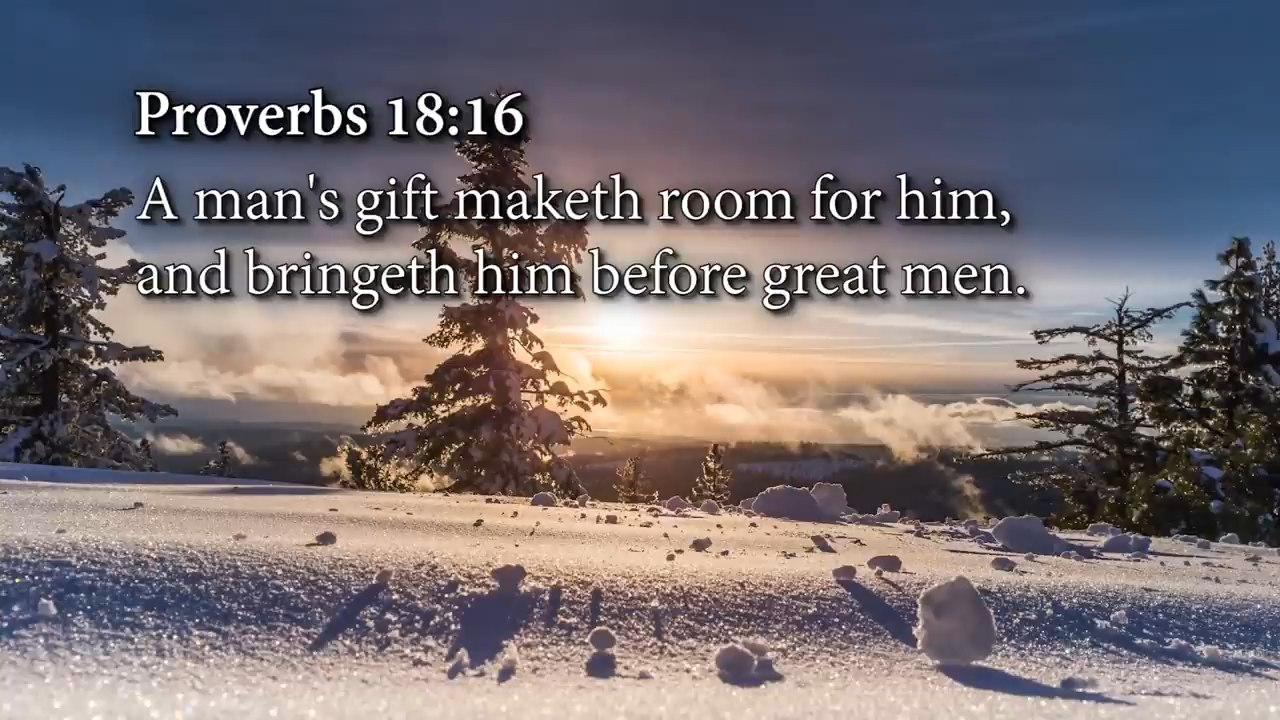 Proverbs 18:16
A man's gift maketh room for him,
and bringeth him before great men.